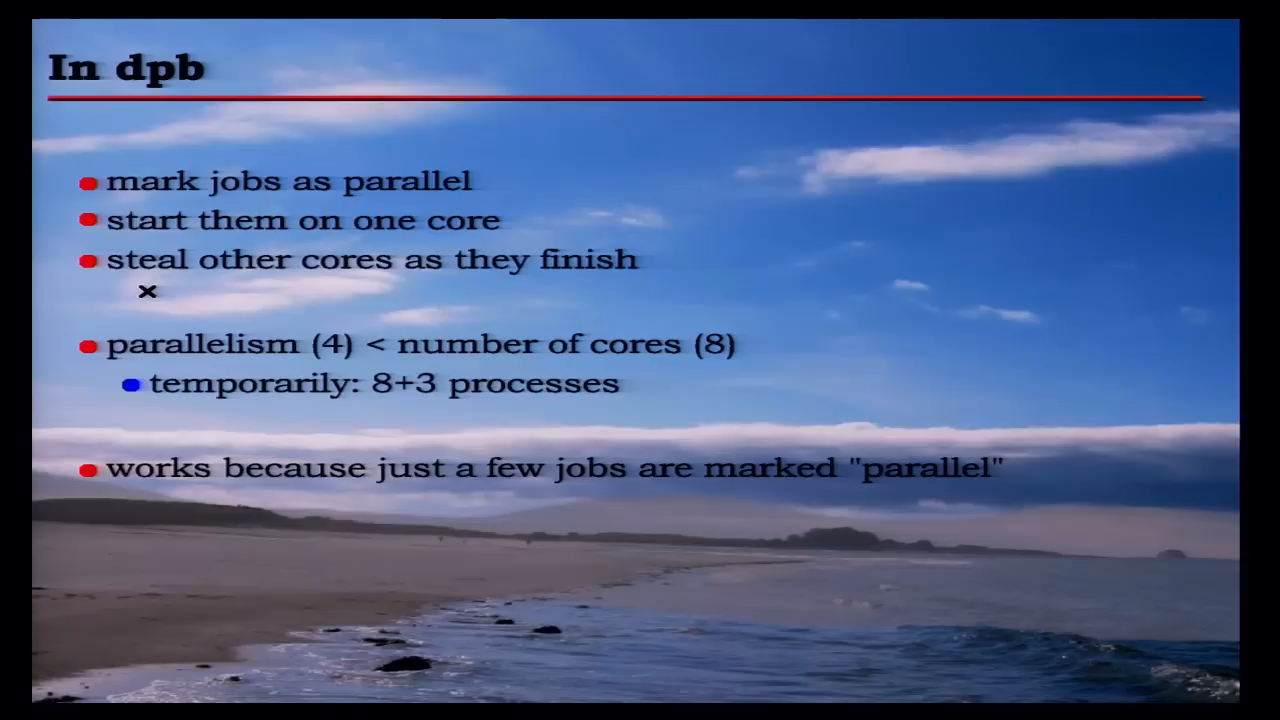 In dpb
mark jobs as parallel
start them on one core
steal other cores as they finish
×
parallelism (4) < number of cores (8)
temporarily: 8+3 processes
works because just a few jobs are marked "parallel"